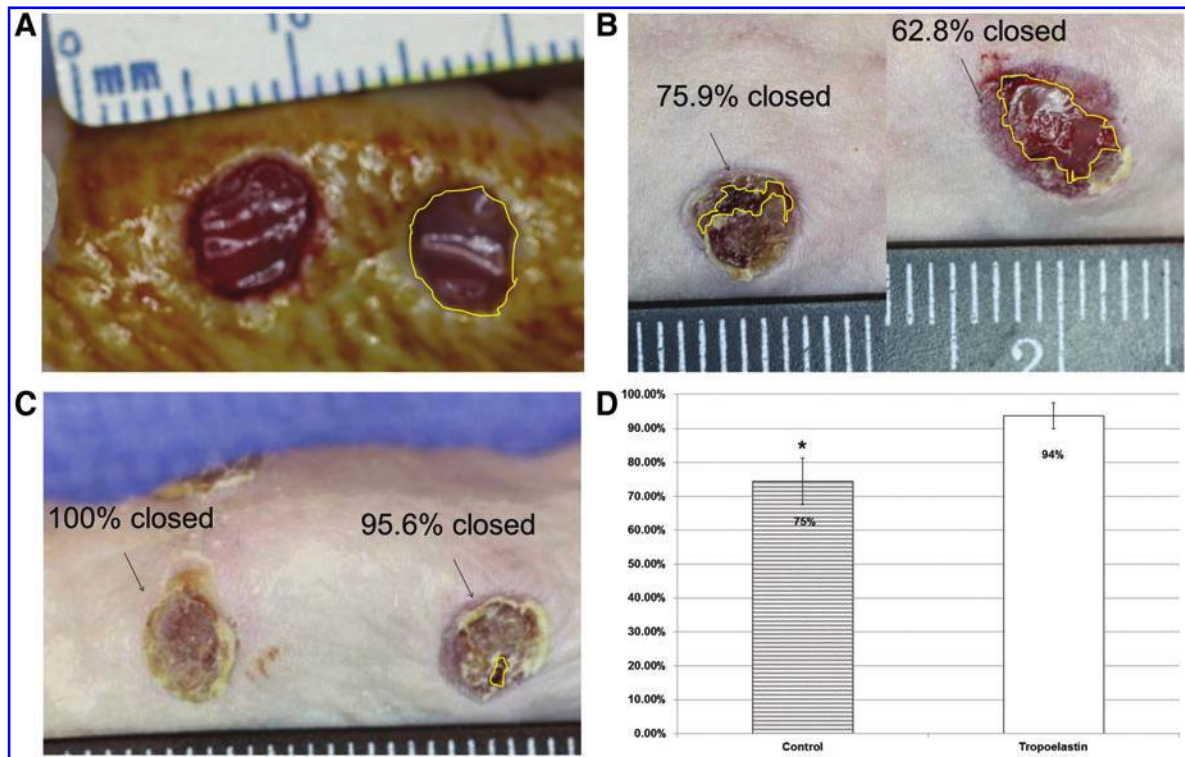 A
0
10
mm
B
75.9% closed
62.8% closed
2
C
100% closed
95.6% closed
D
100.00%
90.00%
80.00%
70.00%
60.00%
50.00%
40.00%
30.00%
20.00%
10.00%
0.00%
*
75%
94%
Control
Tropoelastin